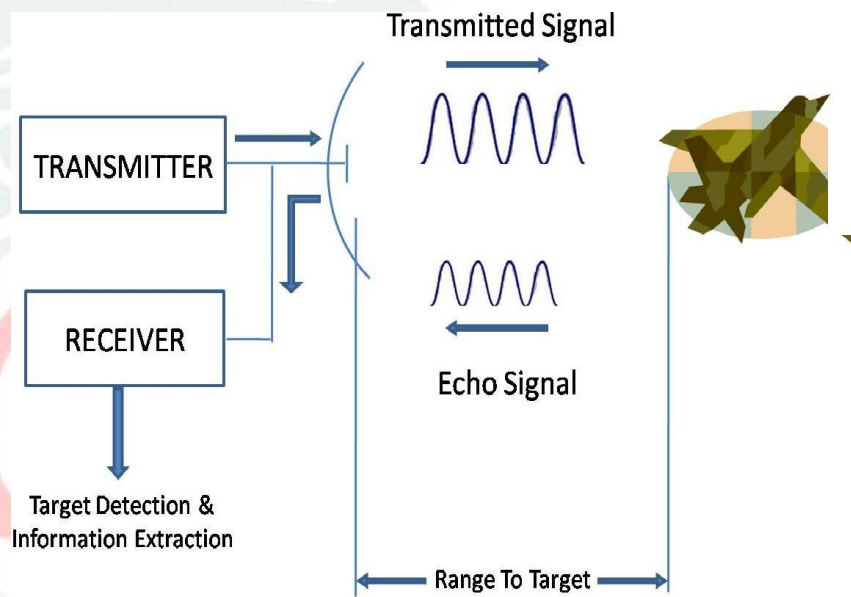 Transmitted Signal
TRANSMITTER
RECEIVER
Echo Signal
Target Detection &
Information Extraction
Range To Target